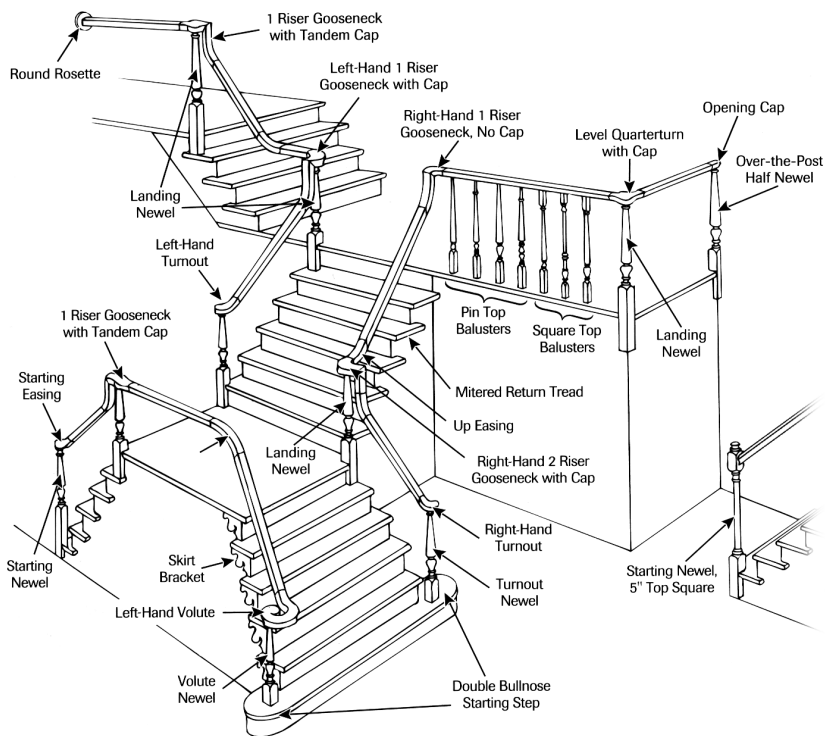 1 Riser Gooseneck
with Tandem Cap
Round Rosette
Left-Hand 1 Riser
Gooseneck with Cap
Right-Hand 1 Riser
Gooseneck, No Cap
Level Quarterturn
with Cap
Opening Cap
Over-the-Post
Half Newel
Landing
Newel
Left-Hand
Turnout
Pin Top
Balusters
Square Top
Balusters
Landing
Newel
1 Riser Gooseneck
with Tandem Cap
Starting
Easing
Mitered Return Tread
Up Easing
Landing
Newel
Right-Hand 2 Riser
Gooseneck with Cap
Starting
Newel
Skirt
Bracket
Right-Hand
Turnout
Left-Hand Volute
Turnout
Newel
Starting Newel,
5" Top Square
Volute
Newel
Double Bullnose
Starting Step